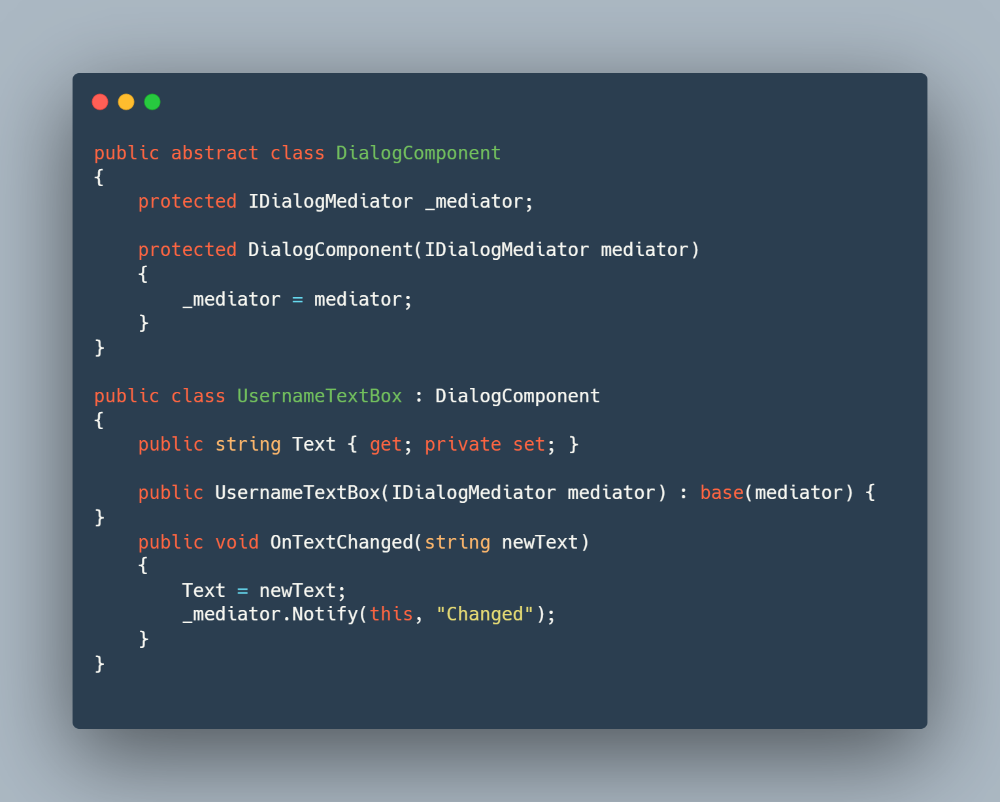 public abstract class DialogComponent
{
    protected IDialogMediator _mediator;

    protected DialogComponent(IDialogMediator mediator)
    {
        _mediator = mediator;
    }
}

public class UsernameTextBox : DialogComponent
{
    public string Text { get; private set; }

    public UsernameTextBox(IDialogMediator mediator) : base(mediator) {
}
    public void OnTextChanged(string newText)
    {
        Text = newText;
        _mediator.Notify(this, "Changed");
    }
}